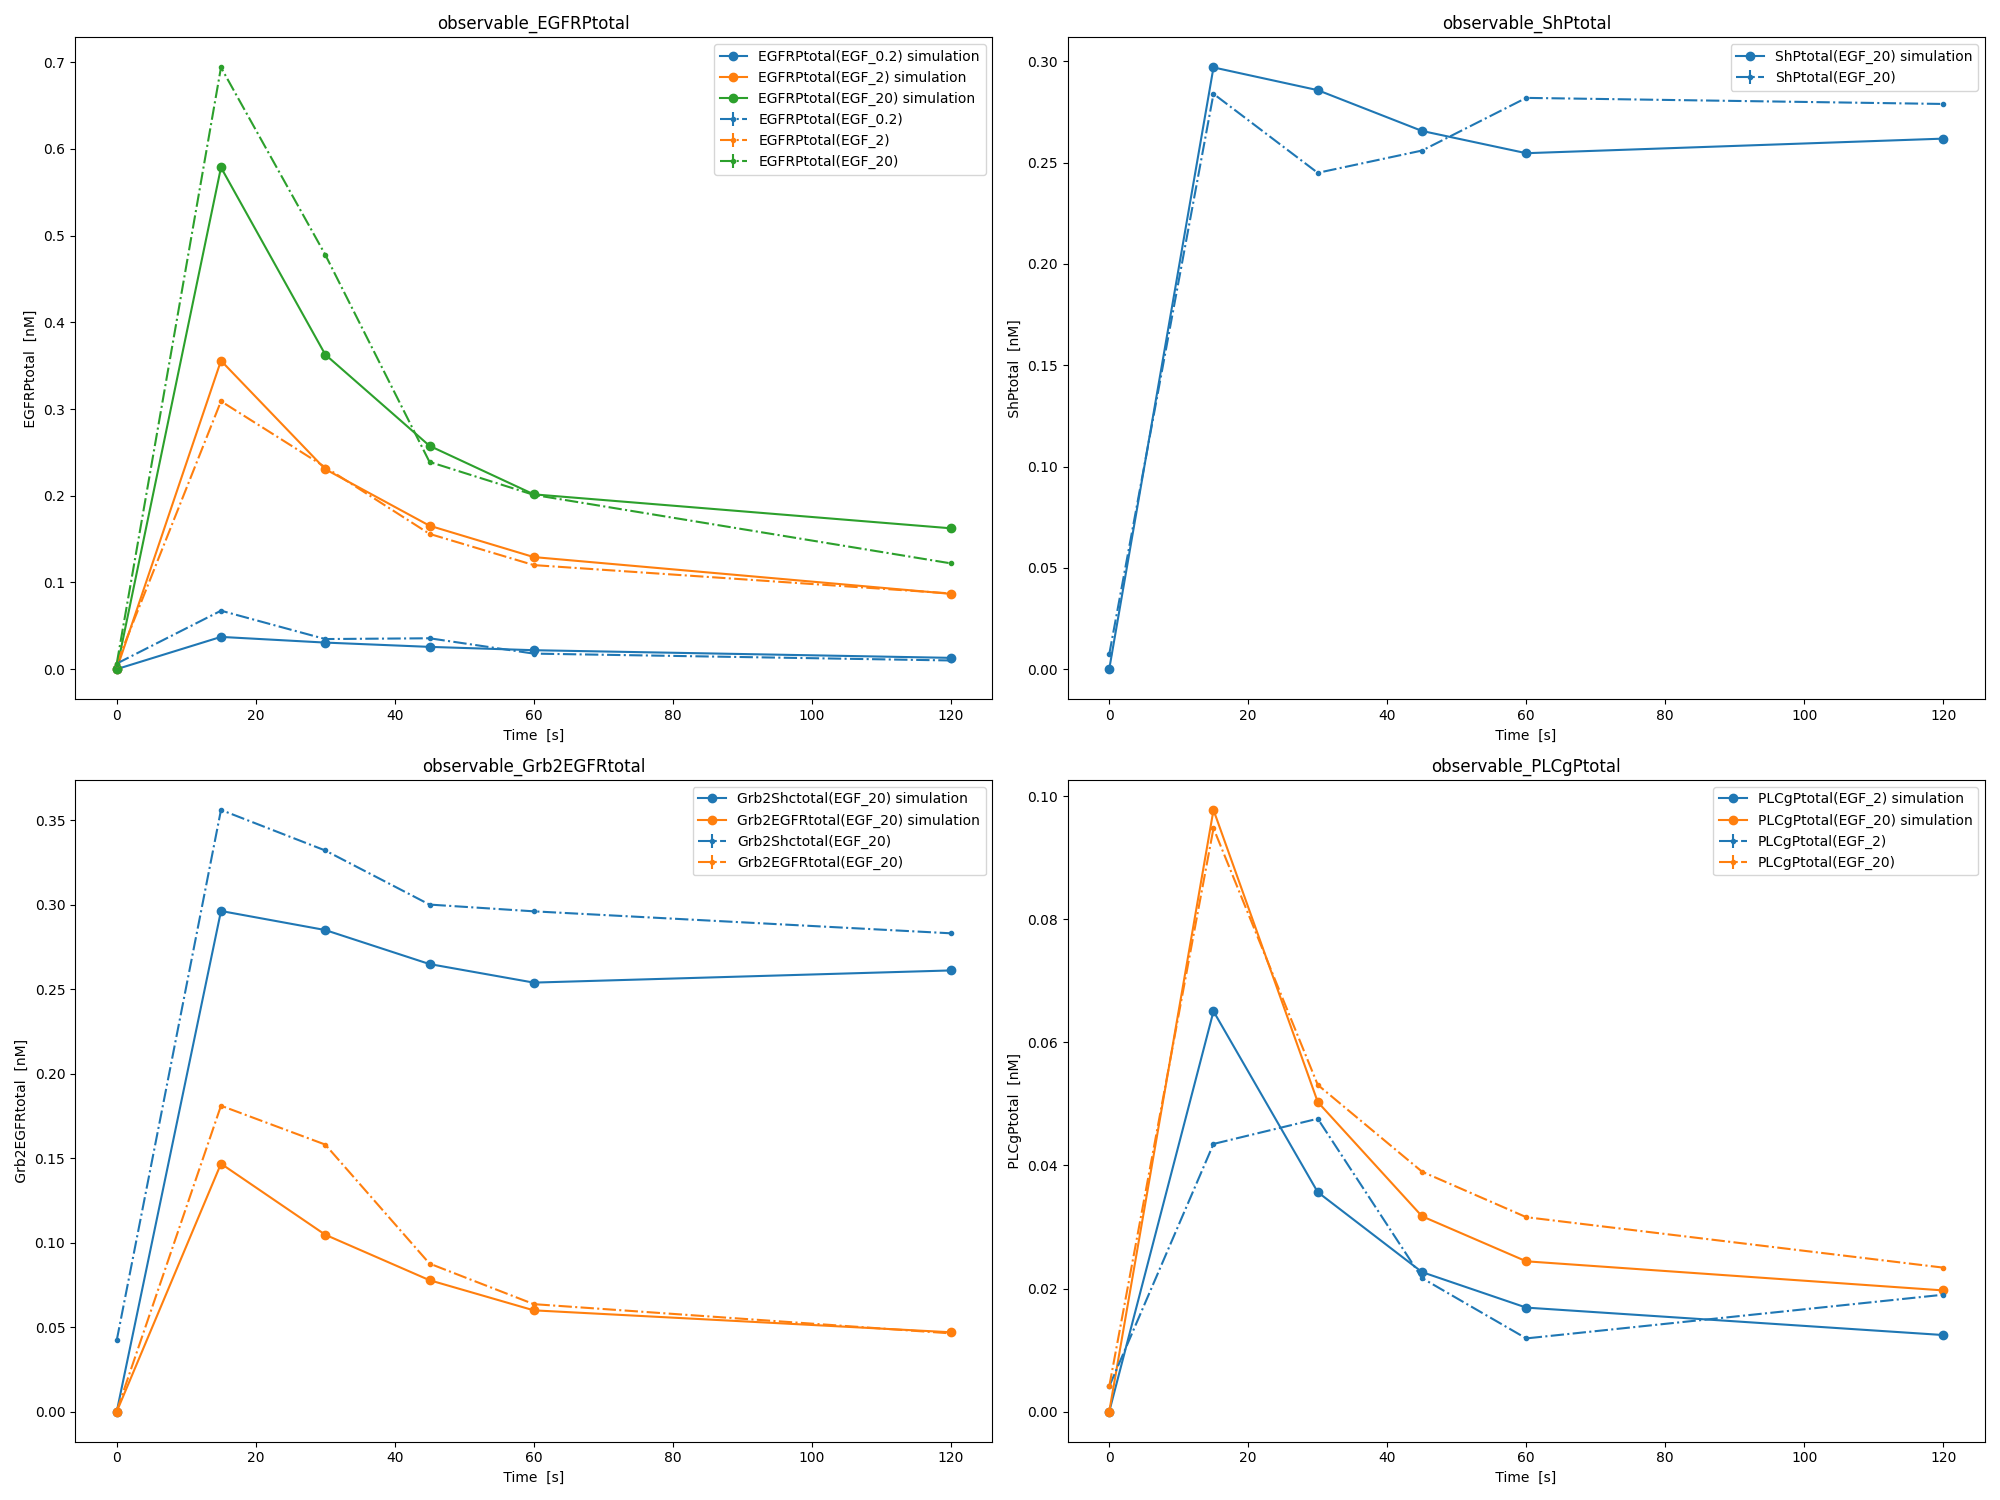 observable_EGFRPtotal
EGFRPtotal [nM]
0.7
0.6
0.5
0.4
0.3
0.2
0.1
0.0
EGFRPtotal(EGF_0.2) simulation
EGFRPtotal(EGF_2) simulation
EGFRPtotal(EGF_20) simulation
EGFRPtotal(EGF_0.2)
EGFRPtotal(EGF_2)
EGFRPtotal(EGF_20)
0 20 40 60 80 100 120
Time [s]
observable_ShPtotal
ShPtotal [nM]
0.30
0.25
0.20
0.15
0.10
0.05
0.00
ShPtotal(EGF_20) simulation
ShPtotal(EGF_20)
0 20 40 60 80 100 120
Time [s]
observable_Grb2EGFRtotal
Grb2EGFRtotal [nM]
0.35
0.30
0.25
0.20
0.15
0.10
0.05
0.00
Grb2Shctotal(EGF_20) simulation
Grb2EGFRtotal(EGF_20) simulation
Grb2Shctotal(EGF_20)
Grb2EGFRtotal(EGF_20)
0 20 40 60 80 100 120
Time [s]
observable_PLCgPtotal
PLCgPtotal [nM]
0.10
0.08
0.06
0.04
0.02
0.00
PLCgPtotal(EGF_2) simulation
PLCgPtotal(EGF_20) simulation
PLCgPtotal(EGF_2)
PLCgPtotal(EGF_20)
0 20 40 60 80 100 120
Time [s]